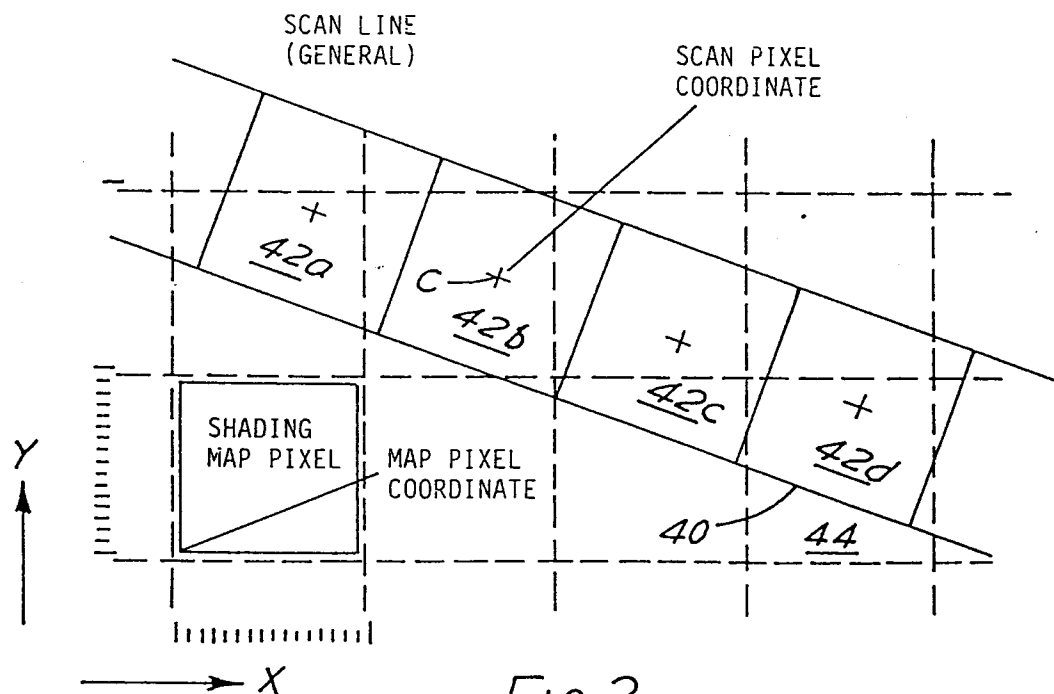 SCAN LINE
(GENERAL)
SCAN PIXEL
COORDINATE
42a
C
42b
42c
42d
SHADING
MAP PIXEL
MAP PIXEL
COORDINATE
40
44
Y
X
Fig. 2